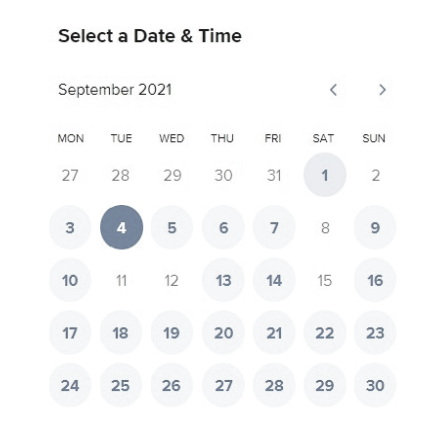 Select a Date & Time
September 2021
MON TUE WED THU FRI SAT SUN
27 28 29 30 31 1 2
3 4 5 6 7 8 9
10 11 12 13 14 15 16
17 18 19 20 21 22 23
24 25 26 27 28 29 30